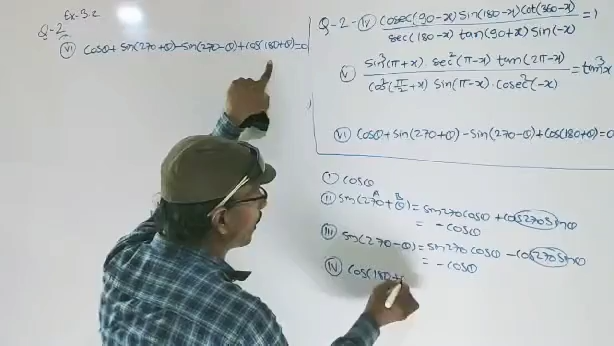 Ex-3.2
Q-2
(vi) cosθ + sin(270+θ) - sin(270-θ) + cos(180+θ) = 0
Q-2-(iv) cosec(90-x) sin(180-x) cot(360-x) / sec(180-x) tan(90+x) sin(-x) = 1
(v) sin³(π+x) . sec²(π-x) tan(2π-x) / cos²(π/2+x) sin(π-x) . cosec²(-x) = tan³x
(vi) cosθ + sin(270+θ) - sin(270-θ) + cos(180+θ) = 0
(i) cosθ
(ii) sin(270+θ) = sin270 cosθ + cos270 sinθ
A B
= -cosθ
(iii) sin(270-θ) = sin270 cosθ - cos270 sinθ
= -cosθ
(iv) cos(180+